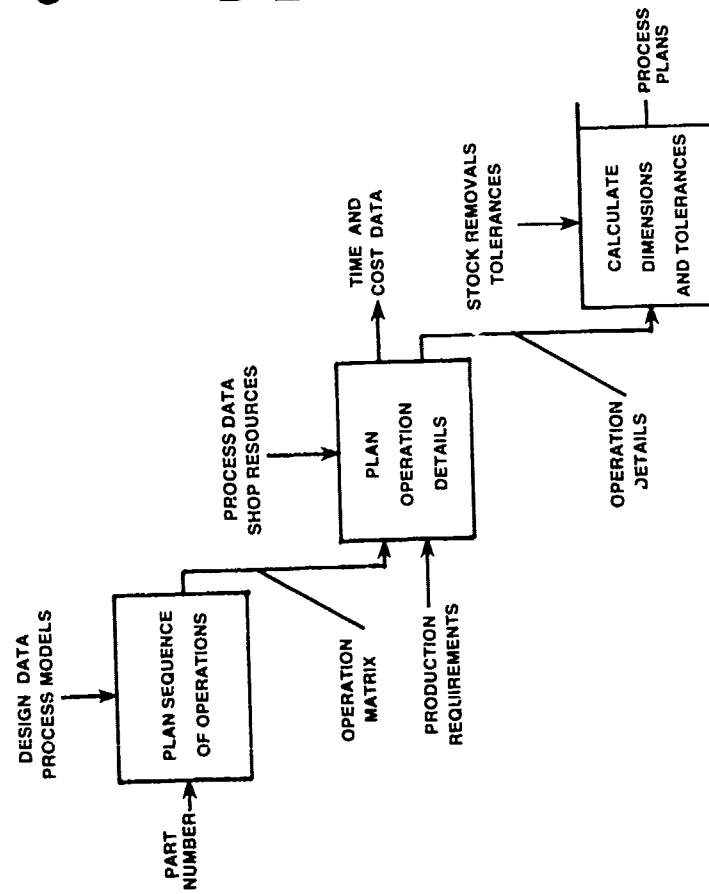 DESIGN DATA
PROCESS MODELS
PART
NUMBER
PLAN SEQUENCE
OF OPERATIONS
OPERATION
MATRIX
PROCESS DATA
SHOP RESOURCES
PRODUCTION
REQUIREMENTS
PLAN
OPERATION
DETAILS
TIME AND
COST DATA
OPERATION
DETAILS
STOCK REMOVALS
TOLERANCES
CALCULATE
DIMENSIONS
AND TOLERANCES
PROCESS
PLANS